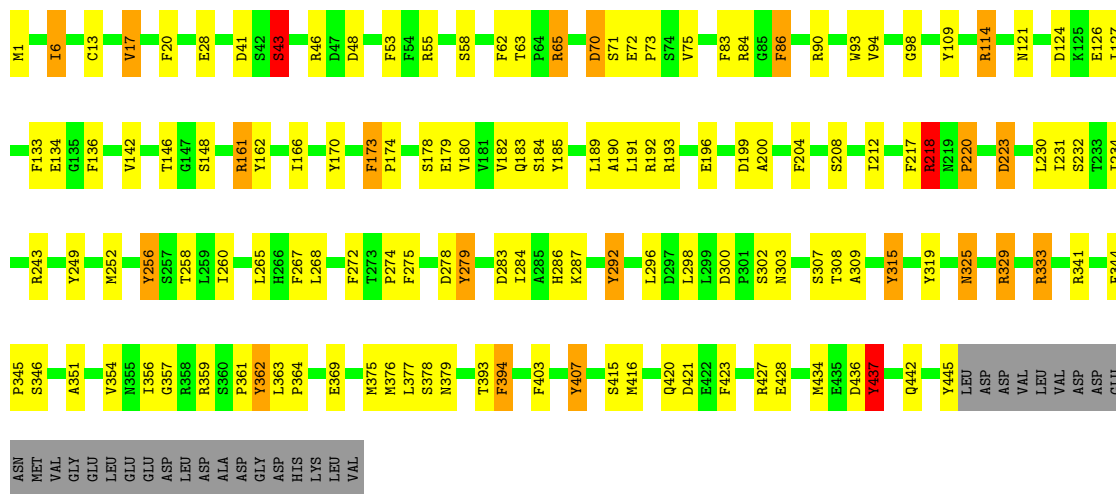 M1 I6 C13 V17 F20 E28 D41 S42 S43 R46 D47 D48 F53 F54 R55 S58 F62 T63 P64 R65 D70 S71 E72 P73 S74 V75 F83 R84 G85 F86 R90 W93 V94 G98 Y109 R114 N121 D124 K125 E126
F133 E134 G135 F136 V142 T146 G147 S148 R161 Y162 I166 Y170 F173 P174 S178 E179 V180 V181 V182 Q183 S184 Y185 L189 A190 L191 R192 R193 E196 D199 A200 F204 S208 I212 F217 R218 N219 P220 D223 L230 I231 S232 T233
R243 Y249 M252 Y256 S257 T258 L259 I260 L265 H266 F267 L268 F272 T273 P274 F275 D278 Y279 D283 I284 A285 H286 K287 Y292 L296 D297 L298 L299 D300 P301 S302 N303 S307 T308 A309 Y315 Y319 N325 R329 R333 R341
P345 S346 A351 V354 N355 I356 G357 R358 R359 S360 P361 Y362 L363 P364 E369 M375 M376 L377 S378 N379 T393 F394 F403 Y407 S415 M416 Q420 D421 E422 F423 R427 E428 M434 E435 D436 Y437 Q442 Y445 LEU ASP ASP VAL LEU VAL ASP ASP
ASN MET VAL GLY GLU LEU GLU GLU ASP LEU ASP ALA ASP GLY ASP HIS LYS LEU VAL